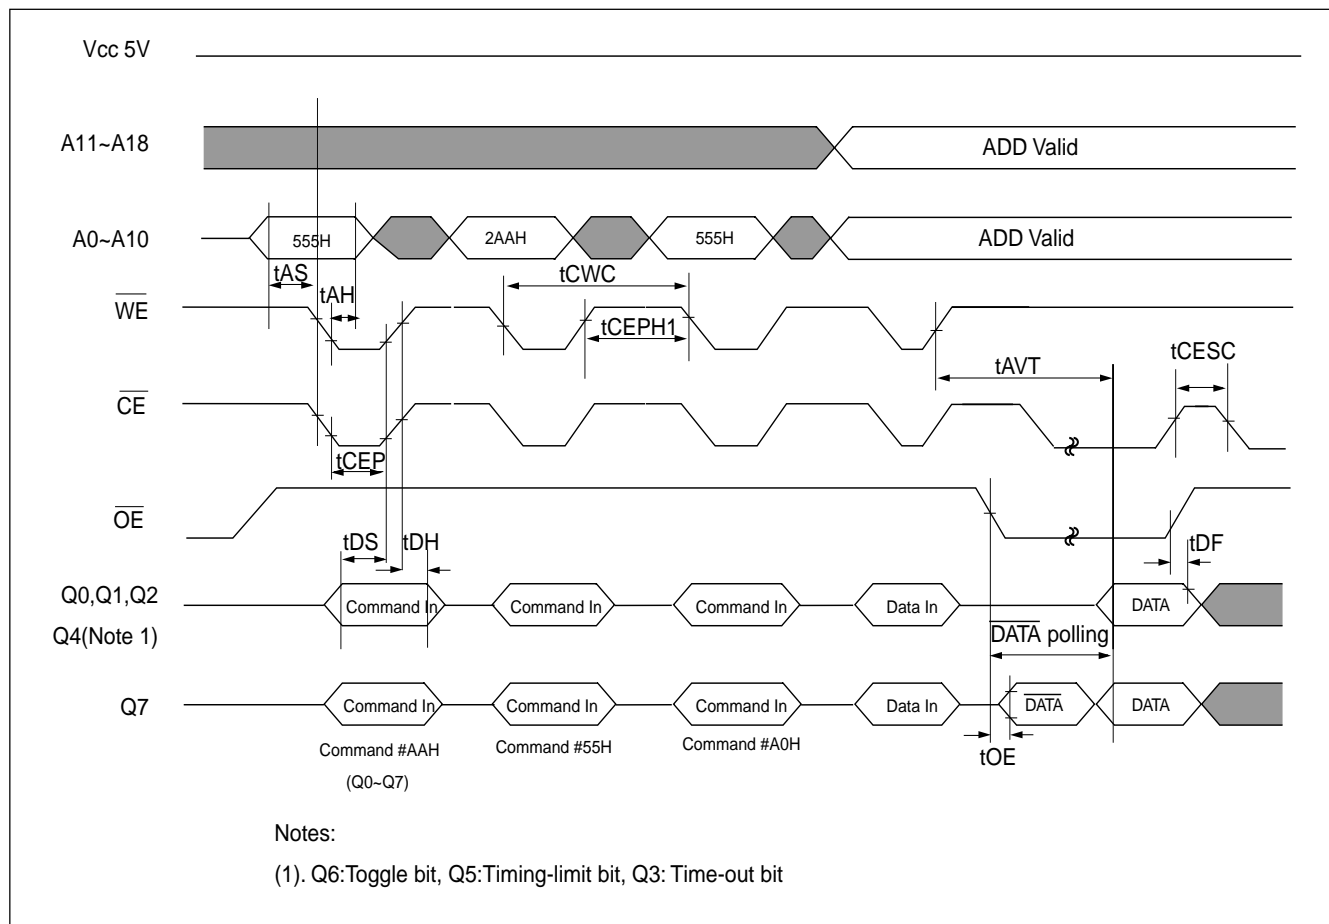 Vcc 5V
A11~A18
ADD Valid
A0~A10
555H
2AAH
555H
ADD Valid
tAS
tAH
tCWC
WE
tCEPH1
tAVT
tCESC
CE
tCEP
OE
tDS
tDH
tDF
Q0,Q1,Q2
Q4(Note 1)
Command In
Command In
Command In
Data In
DATA
DATA polling
Q7
Command In
Command In
Command In
Data In
DATA
DATA
Command #AAH
Command #55H
Command #A0H
(Q0~Q7)
tOE
Notes:
(1). Q6:Toggle bit, Q5:Timing-limit bit, Q3: Time-out bit